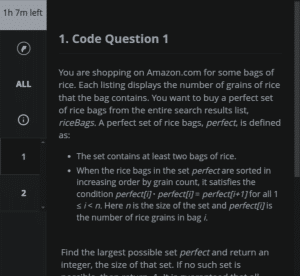 1h 7m left
1. Code Question 1
You are shopping on Amazon.com for some bags of
rice. Each listing displays the number of grains of rice
ALL
that the bag contains. You want to buy a perfect set
of rice bags from the entire search results list,
riceBags. A perfect set of rice bags, perfect, is defined
as:
1
• The set contains at least two bags of rice.
• When the rice bags in the set perfect are sorted in
increasing order by grain count, it satisfies the
2
condition perfect[i] · perfect[i] = perfect[i+1] for all 1
≤ i < n. Here n is the size of the set and perfect[i] is
the number of rice grains in bag i.
Find the largest possible set perfect and return an
integer, the size of that set. If no such set is